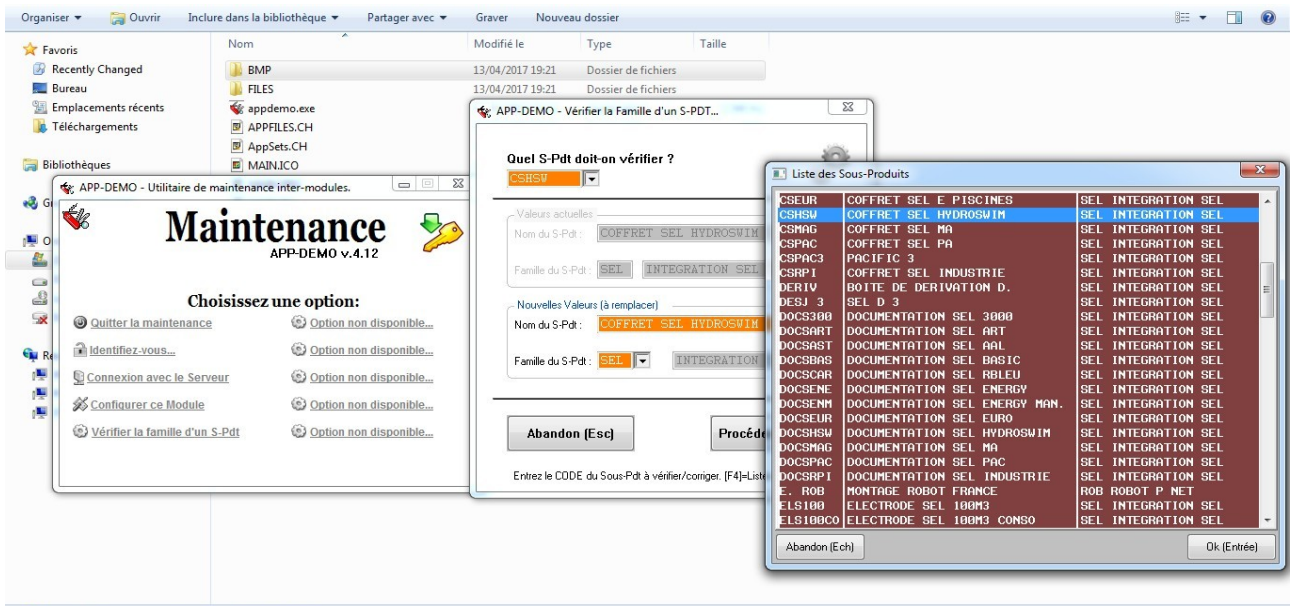 Organiser Ouvrir Inclure dans la bibliothèque Partager avec Graver Nouveau dossier
Favoris
Recently Changed
Bureau
Emplacements récents
Téléchargements
Bibliothèques
Nom Modifié le Type Taille
BMP 13/04/2017 19:21 Dossier de fichiers
FILES 13/04/2017 19:21 Dossier de fichiers
appdemo.exe
APPFILES.CH
AppSets.CH
MAIN.ICO
APP-DEMO - Utilitaire de maintenance inter-modules.
Maintenance
APP-DEMO v.4.12
Choisissez une option:
Quitter la maintenance Option non disponible...
Identifiez-vous... Option non disponible...
Connexion avec le Serveur Option non disponible...
Configurer ce Module Option non disponible...
Vérifier la famille d'un S-Pdt Option non disponible...
APP-DEMO - Vérifier la Famille d'un S-PDT...
Quel S-Pdt doit-on vérifier ?
CSHSW
Valeurs actuelles
Nom du S-Pdt : COFFRET SEL HYDROSWIM
Famille du S-Pdt : SEL INTEGRATION SEL
Nouvelles Valeurs (à remplacer)
Nom du S-Pdt : COFFRET SEL HYDROSWIM
Famille du S-Pdt : SEL INTEGRATION
Abandon (Esc) Procéde
Entrez le CODE du Sous-Pdt à vérifier/corriger. [F4]=Liste
Liste des Sous-Produits
CSEUR COFFRET SEL E PISCINES SEL INTEGRATION SEL
CSHSW COFFRET SEL HYDROSWIM SEL INTEGRATION SEL
CSMAG COFFRET SEL MA SEL INTEGRATION SEL
CSPAC COFFRET SEL PA SEL INTEGRATION SEL
CSPAC3 PACIFIC 3 SEL INTEGRATION SEL
CSRPI COFFRET SEL INDUSTRIE SEL INTEGRATION SEL
DERIV BOITE DE DERIVATION D. SEL INTEGRATION SEL
DESJ 3 SEL D 3 SEL INTEGRATION SEL
DOCS300 DOCUMENTATION SEL 3000 SEL INTEGRATION SEL
DOCSART DOCUMENTATION SEL ART SEL INTEGRATION SEL
DOCSAST DOCUMENTATION SEL AAL SEL INTEGRATION SEL
DOCSBAS DOCUMENTATION SEL BASIC SEL INTEGRATION SEL
DOCSCAR DOCUMENTATION SEL RBLEU SEL INTEGRATION SEL
DOCSENE DOCUMENTATION SEL ENERGY SEL INTEGRATION SEL
DOCSENM DOCUMENTATION SEL ENERGY MAN. SEL INTEGRATION SEL
DOCSEUR DOCUMENTATION SEL EURO SEL INTEGRATION SEL
DOCSHSW DOCUMENTATION SEL HYDROSWIM SEL INTEGRATION SEL
DOCSMAG DOCUMENTATION SEL MA SEL INTEGRATION SEL
DOCSPAC DOCUMENTATION SEL PAC SEL INTEGRATION SEL
DOCSRPI DOCUMENTATION SEL INDUSTRIE SEL INTEGRATION SEL
E. ROB MONTAGE ROBOT FRANCE ROB ROBOT P NET
ELS100 ELECTRODE SEL 100M3 SEL INTEGRATION SEL
ELS100CO ELECTRODE SEL 100M3 CONSO SEL INTEGRATION SEL
Abandon (Ech) Ok (Entrée)